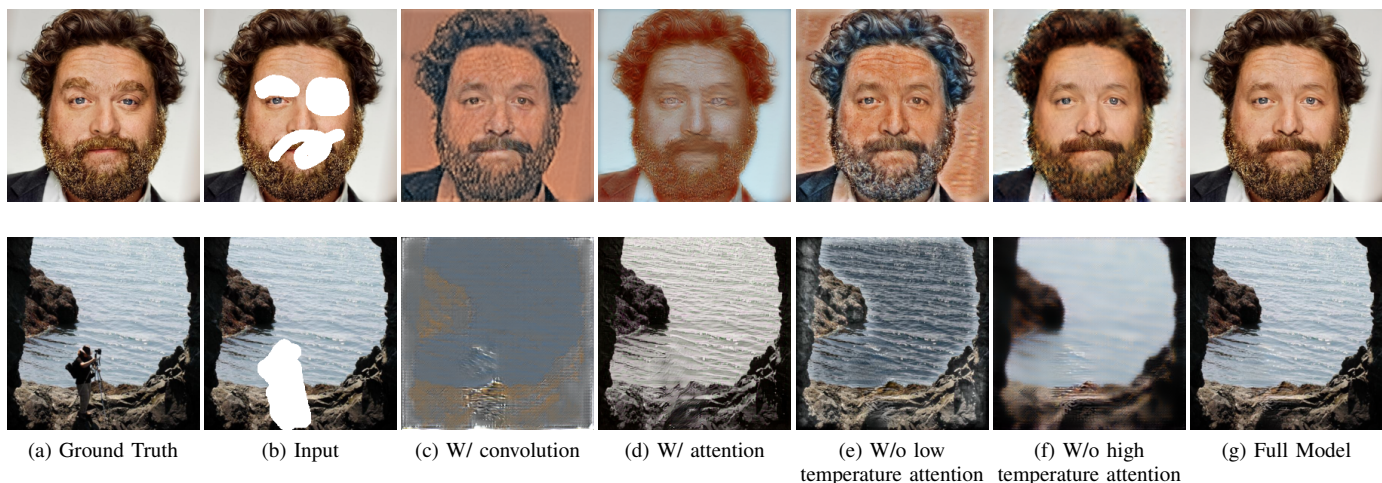 (a) Ground Truth
(b) Input
(c) W/ convolution
(d) W/ attention
(e) W/o low
temperature attention
(f) W/o high
temperature attention
(g) Full Model